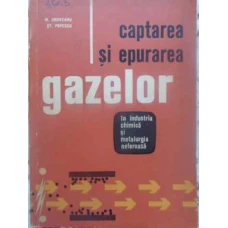 captarea
și epurarea
gazelor
în industria
chimică
și
metalurgia
neferoasă